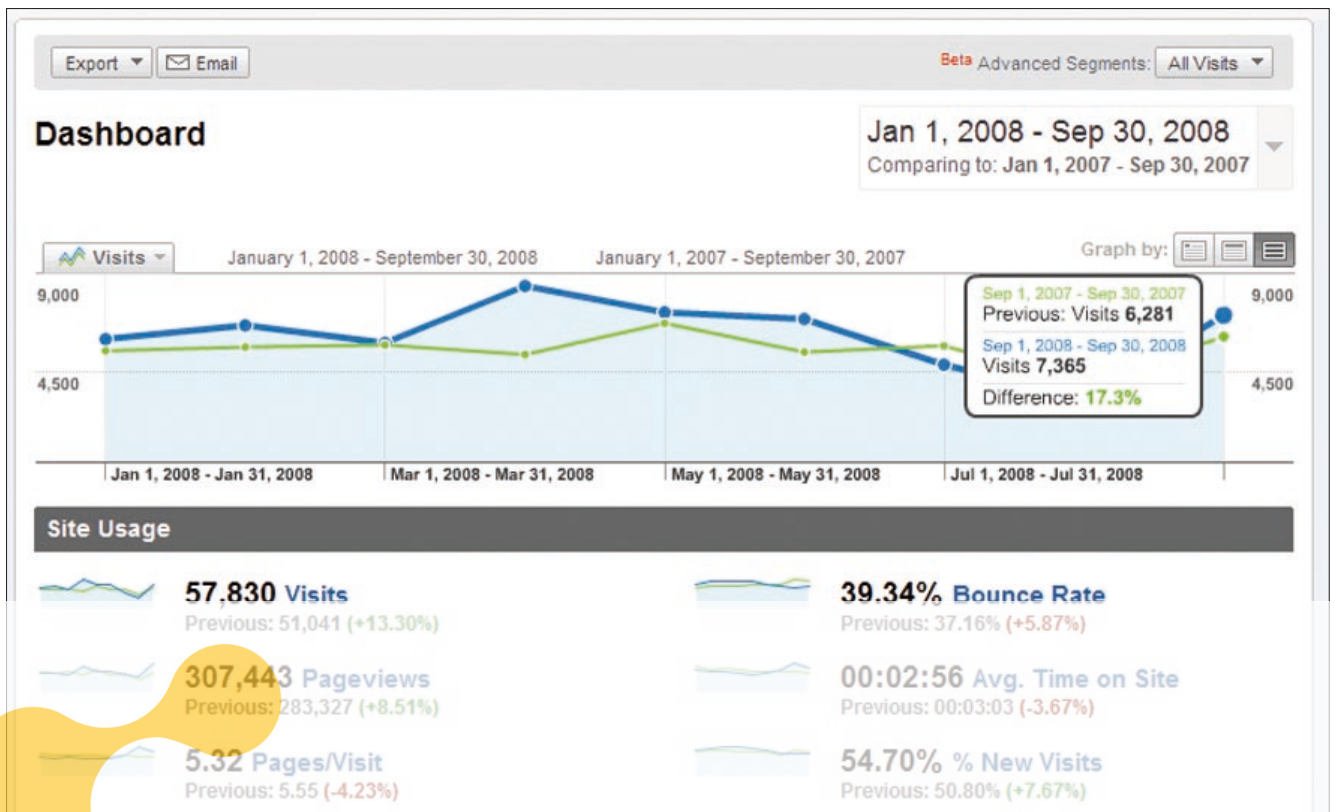 Export Email Beta Advanced Segments: All Visits
Dashboard
Jan 1, 2008 - Sep 30, 2008
Comparing to: Jan 1, 2007 - Sep 30, 2007
Visits January 1, 2008 - September 30, 2008 January 1, 2007 - September 30, 2007 Graph by:
9,000 9,000
4,500 4,500
Sep 1, 2007 - Sep 30, 2007
Previous: Visits 6,281
Sep 1, 2008 - Sep 30, 2008
Visits 7,365
Difference: 17.3%
Jan 1, 2008 - Jan 31, 2008 Mar 1, 2008 - Mar 31, 2008 May 1, 2008 - May 31, 2008 Jul 1, 2008 - Jul 31, 2008
Site Usage
57,830 Visits
Previous: 51,041 (+13.30%)
39.34% Bounce Rate
Previous: 37.16% (+5.87%)
307,443 Pageviews
Previous: 283,327 (+8.51%)
00:02:56 Avg. Time on Site
Previous: 00:03:03 (-3.67%)
5.32 Pages/Visit
Previous: 5.55 (-4.23%)
54.70% % New Visits
Previous: 50.80% (+7.67%)